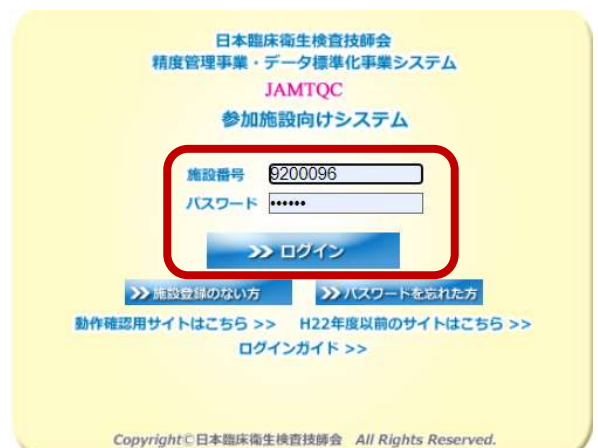 日本臨床衛生検査技師会
精度管理事業・データ標準化事業システム
JAMTQC
参加施設向けシステム
施設番号 9200096
パスワード ••••••
>> ログイン
>> 施設登録のない方 >> パスワードを忘れた方
動作確認用サイトはこちら >> H22年度以前のサイトはこちら >>
ログインガイド >>
Copyright©日本臨床衛生検査技師会 All Rights Reserved.